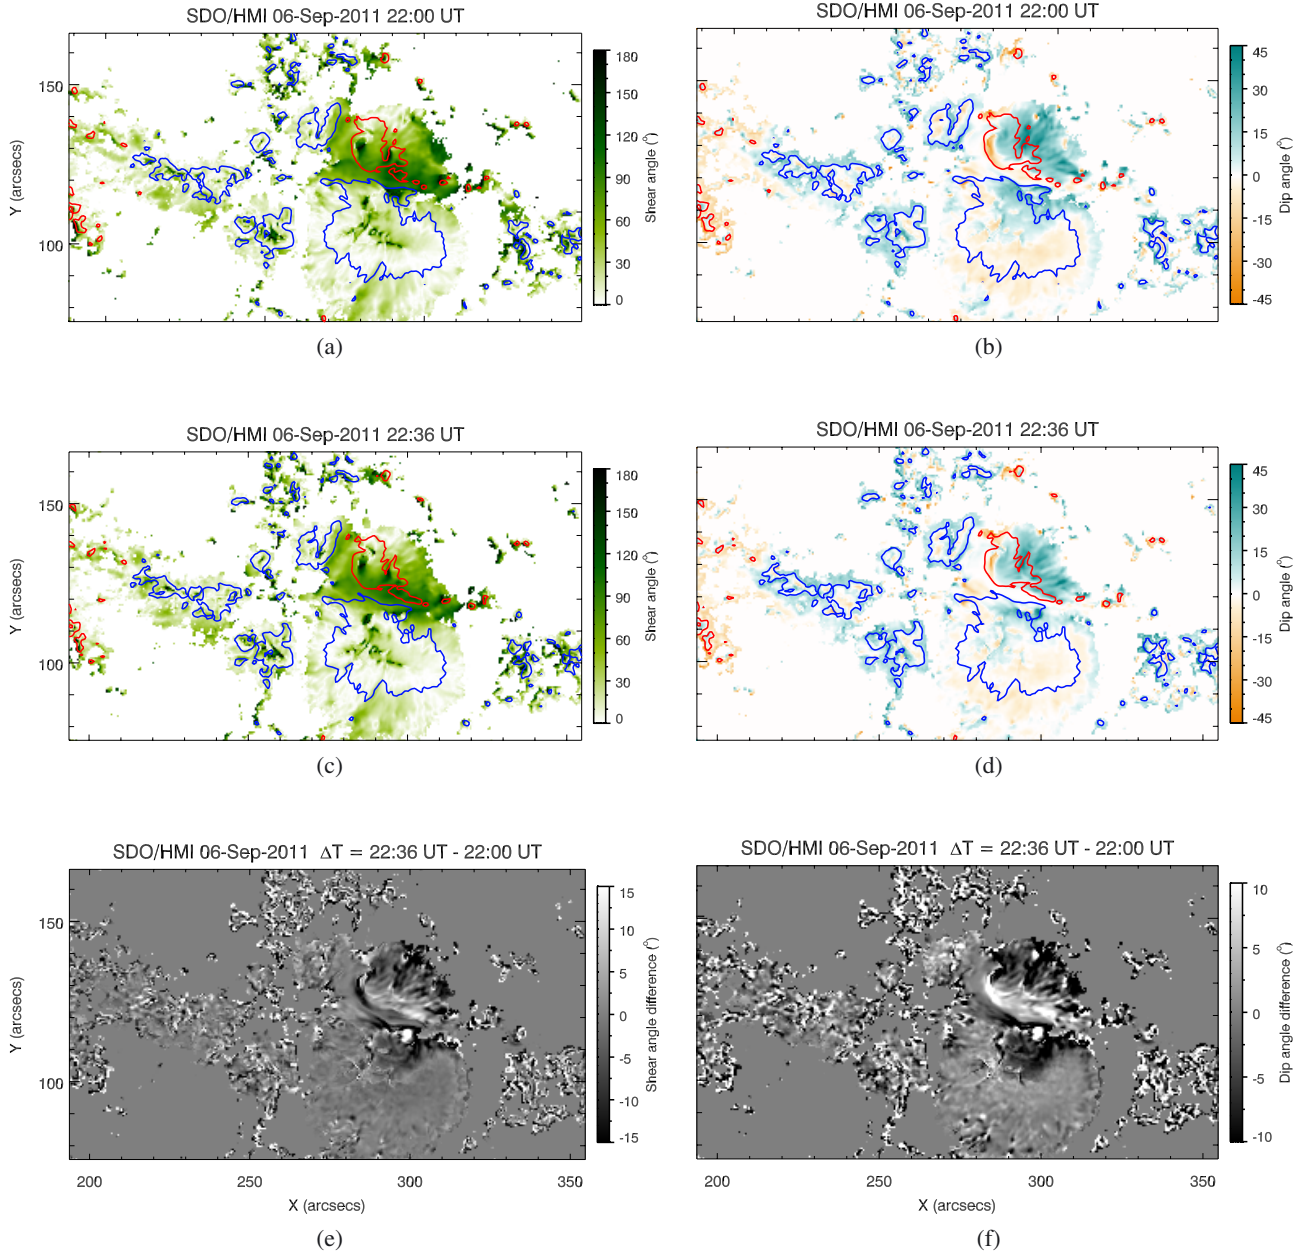 SDO/HMI 06-Sep-2011 22:00 UT
SDO/HMI 06-Sep-2011 22:00 UT
150
100
Y (arcsecs)
180
150
120
90
60
30
0
Shear angle (°)
45
30
15
0
-15
-30
-45
Dip angle (°)
(a)
(b)
SDO/HMI 06-Sep-2011 22:36 UT
SDO/HMI 06-Sep-2011 22:36 UT
150
100
Y (arcsecs)
180
150
120
90
60
30
0
Shear angle (°)
45
30
15
0
-15
-30
-45
Dip angle (°)
(c)
(d)
SDO/HMI 06-Sep-2011 ΔT = 22:36 UT - 22:00 UT
SDO/HMI 06-Sep-2011 ΔT = 22:36 UT - 22:00 UT
150
100
Y (arcsecs)
15
10
5
0
-5
-10
-15
Shear angle difference (°)
10
5
0
-5
-10
Dip angle difference (°)
200 250 300 350
200 250 300 350
X (arcsecs)
X (arcsecs)
(e)
(f)